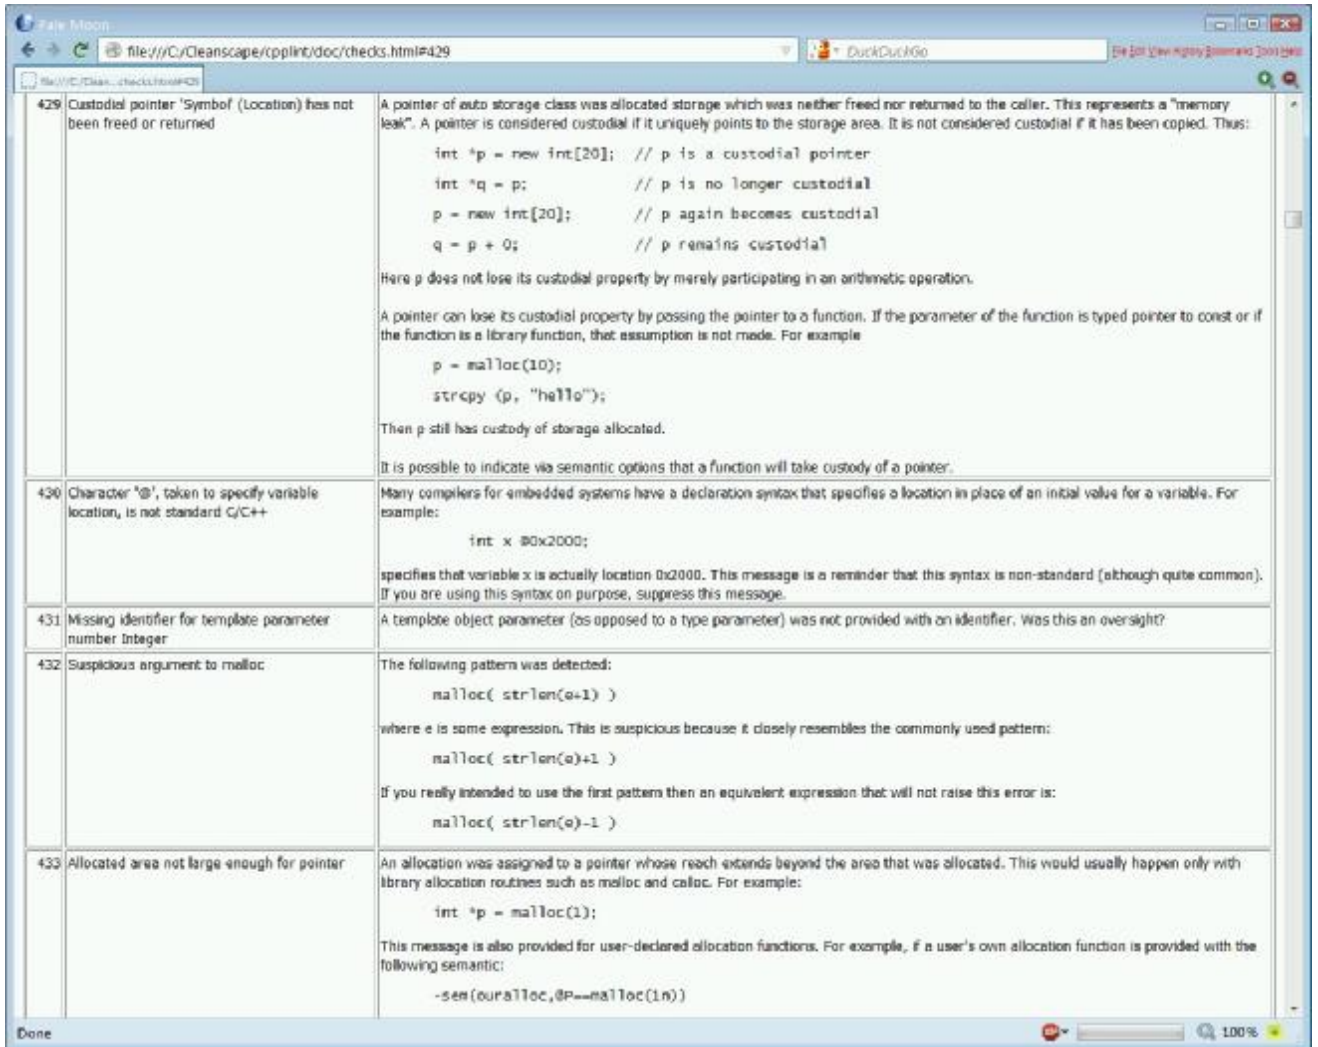 Pale Moon
file:///C:/Cleanscape/cpplint/doc/checks.html#429
DuckDuckGo
File Edit View History Bookmarks Tools Help
file:///C:/Clean...checks.html#429
429 Custodial pointer 'Symbol' (Location) has not
been freed or returned
A pointer of auto storage class was allocated storage which was neither freed nor returned to the caller. This represents a "memory
leak". A pointer is considered custodial if it uniquely points to the storage area. It is not considered custodial if it has been copied. Thus:
int *p = new int[20]; // p is a custodial pointer
int *q = p; // p is no longer custodial
p = new int[20]; // p again becomes custodial
q = p + 0; // p remains custodial
Here p does not lose its custodial property by merely participating in an arithmetic operation.
A pointer can lose its custodial property by passing the pointer to a function. If the parameter of the function is typed pointer to const or if
the function is a library function, that assumption is not made. For example
p = malloc(10);
strcpy (p, "hello");
Then p still has custody of storage allocated.
It is possible to indicate via semantic options that a function will take custody of a pointer.
430 Character '@', taken to specify variable
location, is not standard C/C++
Many compilers for embedded systems have a declaration syntax that specifies a location in place of an initial value for a variable. For
example:
int x @0x2000;
specifies that variable x is actually location 0x2000. This message is a reminder that this syntax is non-standard (although quite common).
If you are using this syntax on purpose, suppress this message.
431 Missing identifier for template parameter
number Integer
A template object parameter (as opposed to a type parameter) was not provided with an identifier. Was this an oversight?
432 Suspicious argument to malloc
The following pattern was detected:
malloc( strlen(e+1) )
where e is some expression. This is suspicious because it closely resembles the commonly used pattern:
malloc( strlen(e)+1 )
If you really intended to use the first pattern then an equivalent expression that will not raise this error is:
malloc( strlen(e)-1 )
433 Allocated area not large enough for pointer
An allocation was assigned to a pointer whose reach extends beyond the area that was allocated. This would usually happen only with
library allocation routines such as malloc and calloc. For example:
int *p = malloc(1);
This message is also provided for user-declared allocation functions. For example, if a user's own allocation function is provided with the
following semantic:
-sem(ouralloc,@P==malloc(1n))
Done
100%